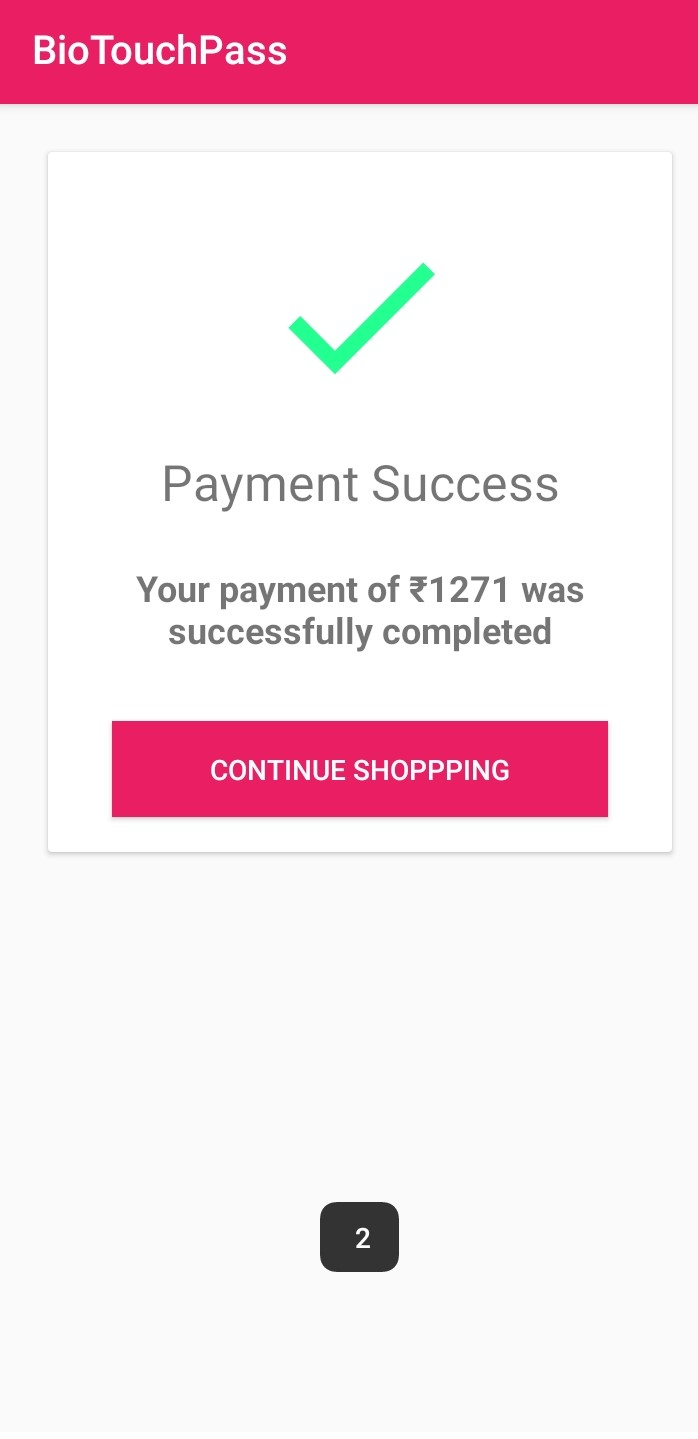 BioTouchPass
Payment Success
Your payment of ₹1271 was
successfully completed
CONTINUE SHOPPPING
2